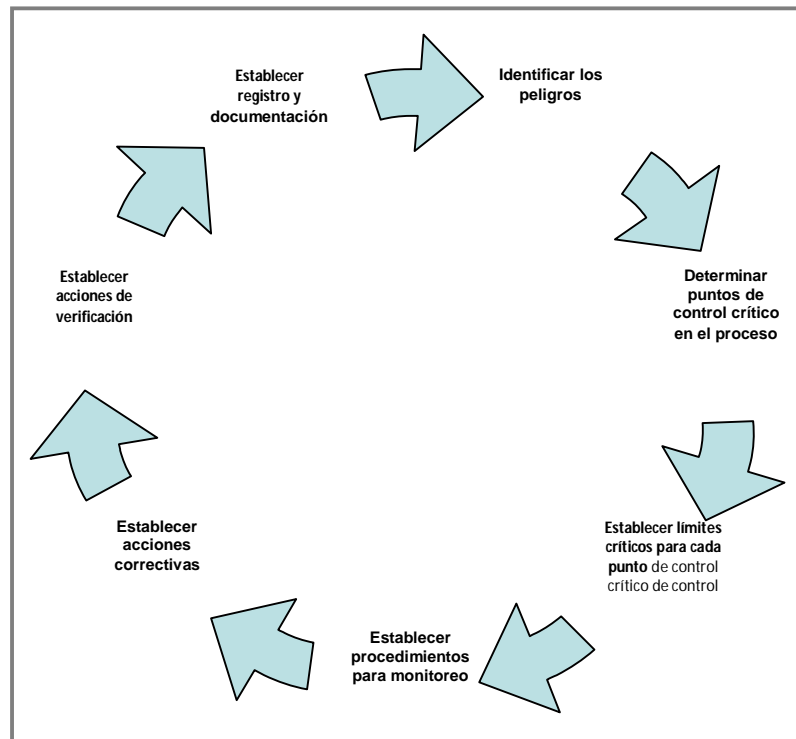 Establecer
registro y
documentación
Identificar los
peligros
Determinar
puntos de
control crítico
en el proceso
Establecer límites
críticos para cada
punto de control
crítico de control
Establecer
procedimientos
para monitoreo
Establecer
acciones
correctivas
Establecer
acciones de
verificación